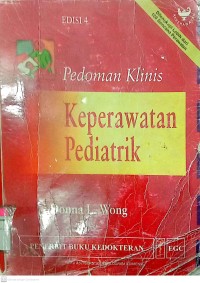 EDISI 4
Pedoman Klinis
Keperawatan
Pediatrik
Donna L. Wong
PENERBIT BUKU KEDOKTERAN
EGC